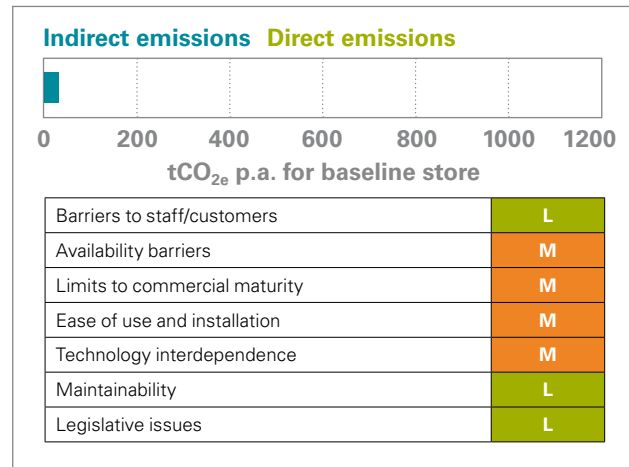 Indirect emissions Direct emissions
0 200 400 600 800 1000 1200
tCO2e p.a. for baseline store
Barriers to staff/customers L
Availability barriers M
Limits to commercial maturity M
Ease of use and installation M
Technology interdependence M
Maintainability L
Legislative issues L